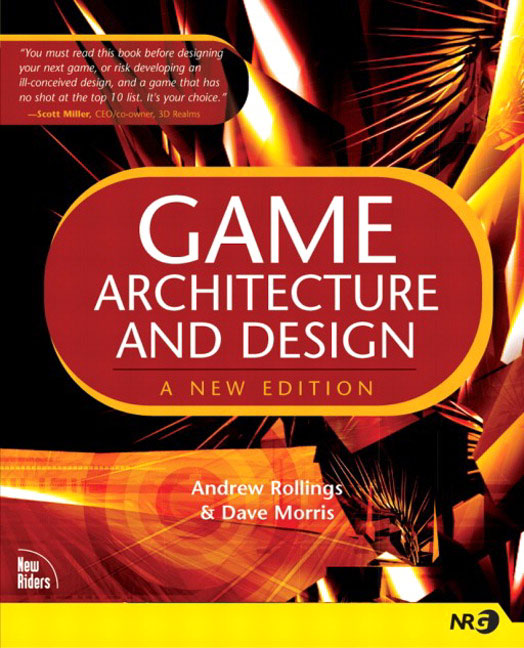 "You must read this book before designing
your next game, or risk developing an
ill-conceived design, and a game that has
no shot at the top 10 list. It's your choice."
—Scott Miller, CEO/co-owner, 3D Realms
GAME
ARCHITECTURE
AND DESIGN
A NEW EDITION
Andrew Rollings
& Dave Morris
New
Riders
NRG